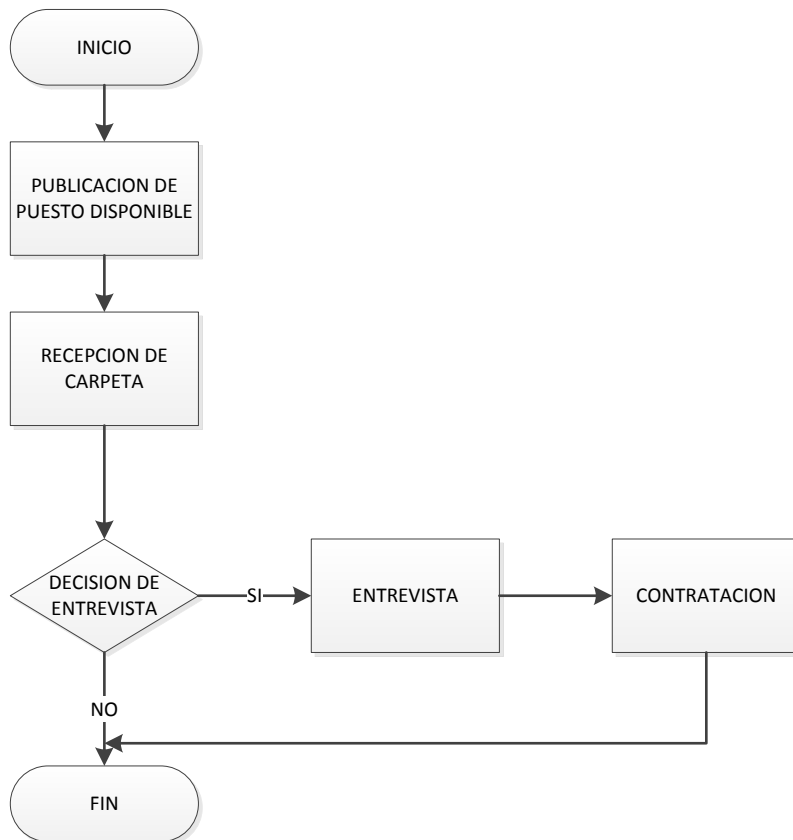 INICIO
PUBLICACION DE
PUESTO DISPONIBLE
RECEPCION DE
CARPETA
DECISION DE
ENTREVISTA
SI
ENTREVISTA
CONTRATACION
NO
FIN